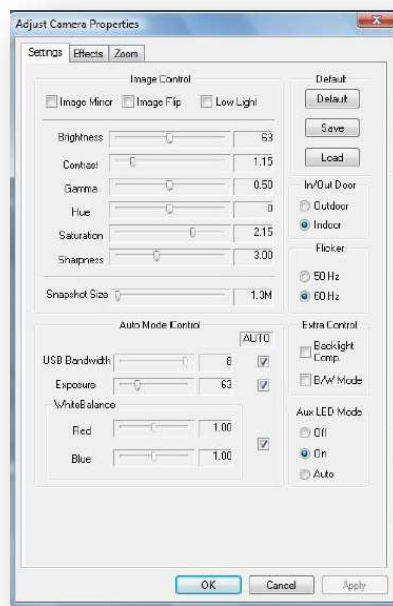 Adjust Camera Properties
Settings Effects Zoom
Image Control
Image Mirror Image Flip Low Light
Brightness 63
Contrast 1.15
Gamma 0.50
Hue 0
Saturation 2.15
Sharpness 3.00
Snapshot Size 1.3M
Default
Default
Save
Load
In/Out Door
Outdoor
Indoor
Flicker
50 Hz
60 Hz
Auto Mode Control
AUTO
USB Bandwidth 8
Exposure 63
WhiteBalance
Red 1.00
Blue 1.00
Extra Control
Backlight
Comp.
B/W Mode
Aux LED Mode
Off
On
Auto
OK Cancel Apply